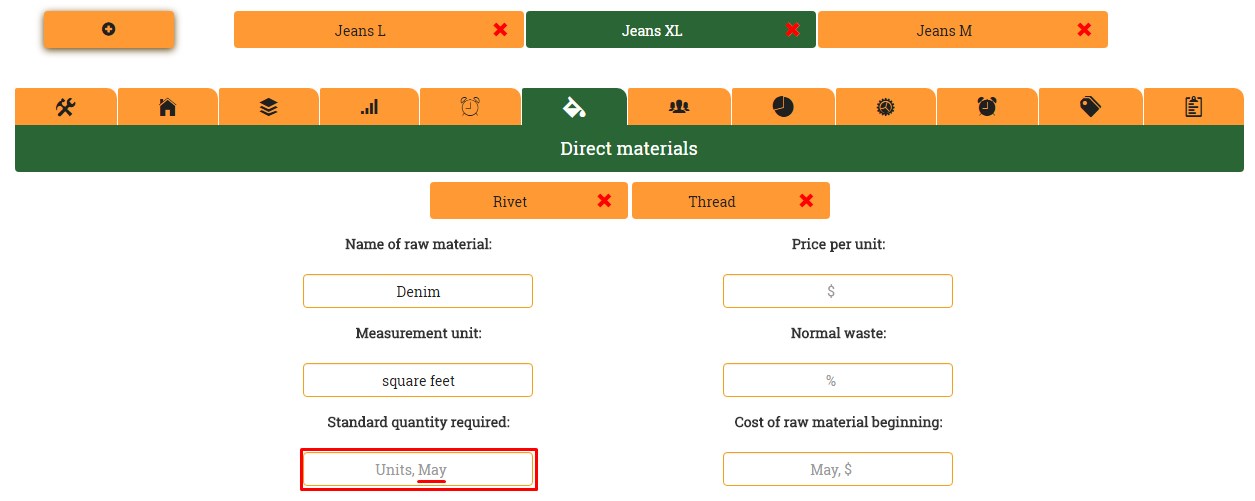 Jeans L
Jeans XL
Jeans M
Direct materials
Rivet
Thread
Name of raw material:
Price per unit:
Denim
$
Measurement unit:
Normal waste:
square feet
%
Standard quantity required:
Cost of raw material beginning:
Units, May
May, $